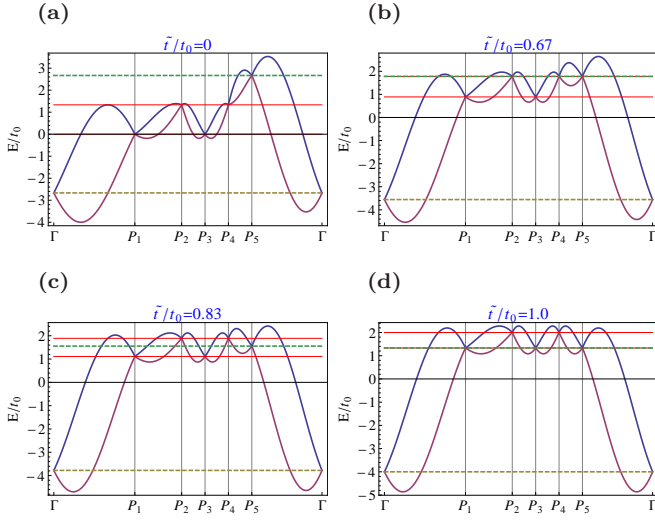 (a)
t̃/t₀=0
E/t₀
3
2
1
0
−1
−2
−3
−4
Γ P₁ P₂ P₃ P₄ P₅ Γ
(b)
t̃/t₀=0.67
E/t₀
2
1
0
−1
−2
−3
−4
Γ P₁ P₂ P₃ P₄ P₅ Γ
(c)
t̃/t₀=0.83
E/t₀
2
1
0
−1
−2
−3
−4
Γ P₁ P₂ P₃ P₄ P₅ Γ
(d)
t̃/t₀=1.0
E/t₀
2
1
0
−1
−2
−3
−4
−5
Γ P₁ P₂ P₃ P₄ P₅ Γ